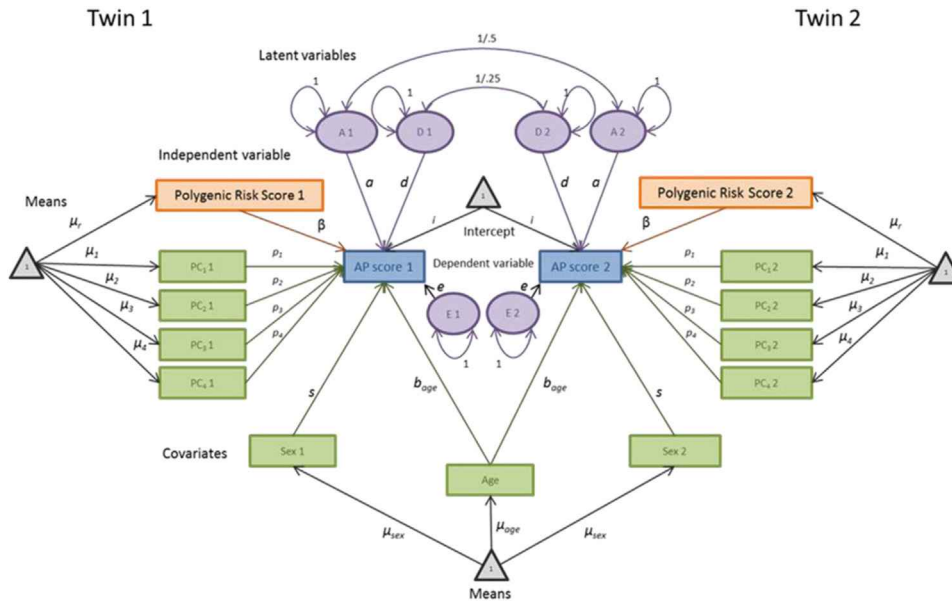 Twin 1
Twin 2
1/.5
Latent variables
1/.25
1
1
1
1
A 1
D 1
D 2
A 2
Independent variable
Polygenic Risk Score 1
Polygenic Risk Score 2
a
d
d
a
1
Means
μr
β
i
i
β
μr
Intercept
1
μ1
PC1 1
p1
AP score 1
Dependent variable
AP score 2
p1
PC1 2
μ1
1
μ2
PC2 1
p2
e
e
p2
PC2 2
μ2
μ3
PC3 1
p3
E 1
E 2
p3
PC3 2
μ3
μ4
PC4 1
p4
1
1
p4
PC4 2
μ4
s
bage
bage
s
Covariates
Sex 1
Age
Sex 2
μsex
μage
μsex
1
Means